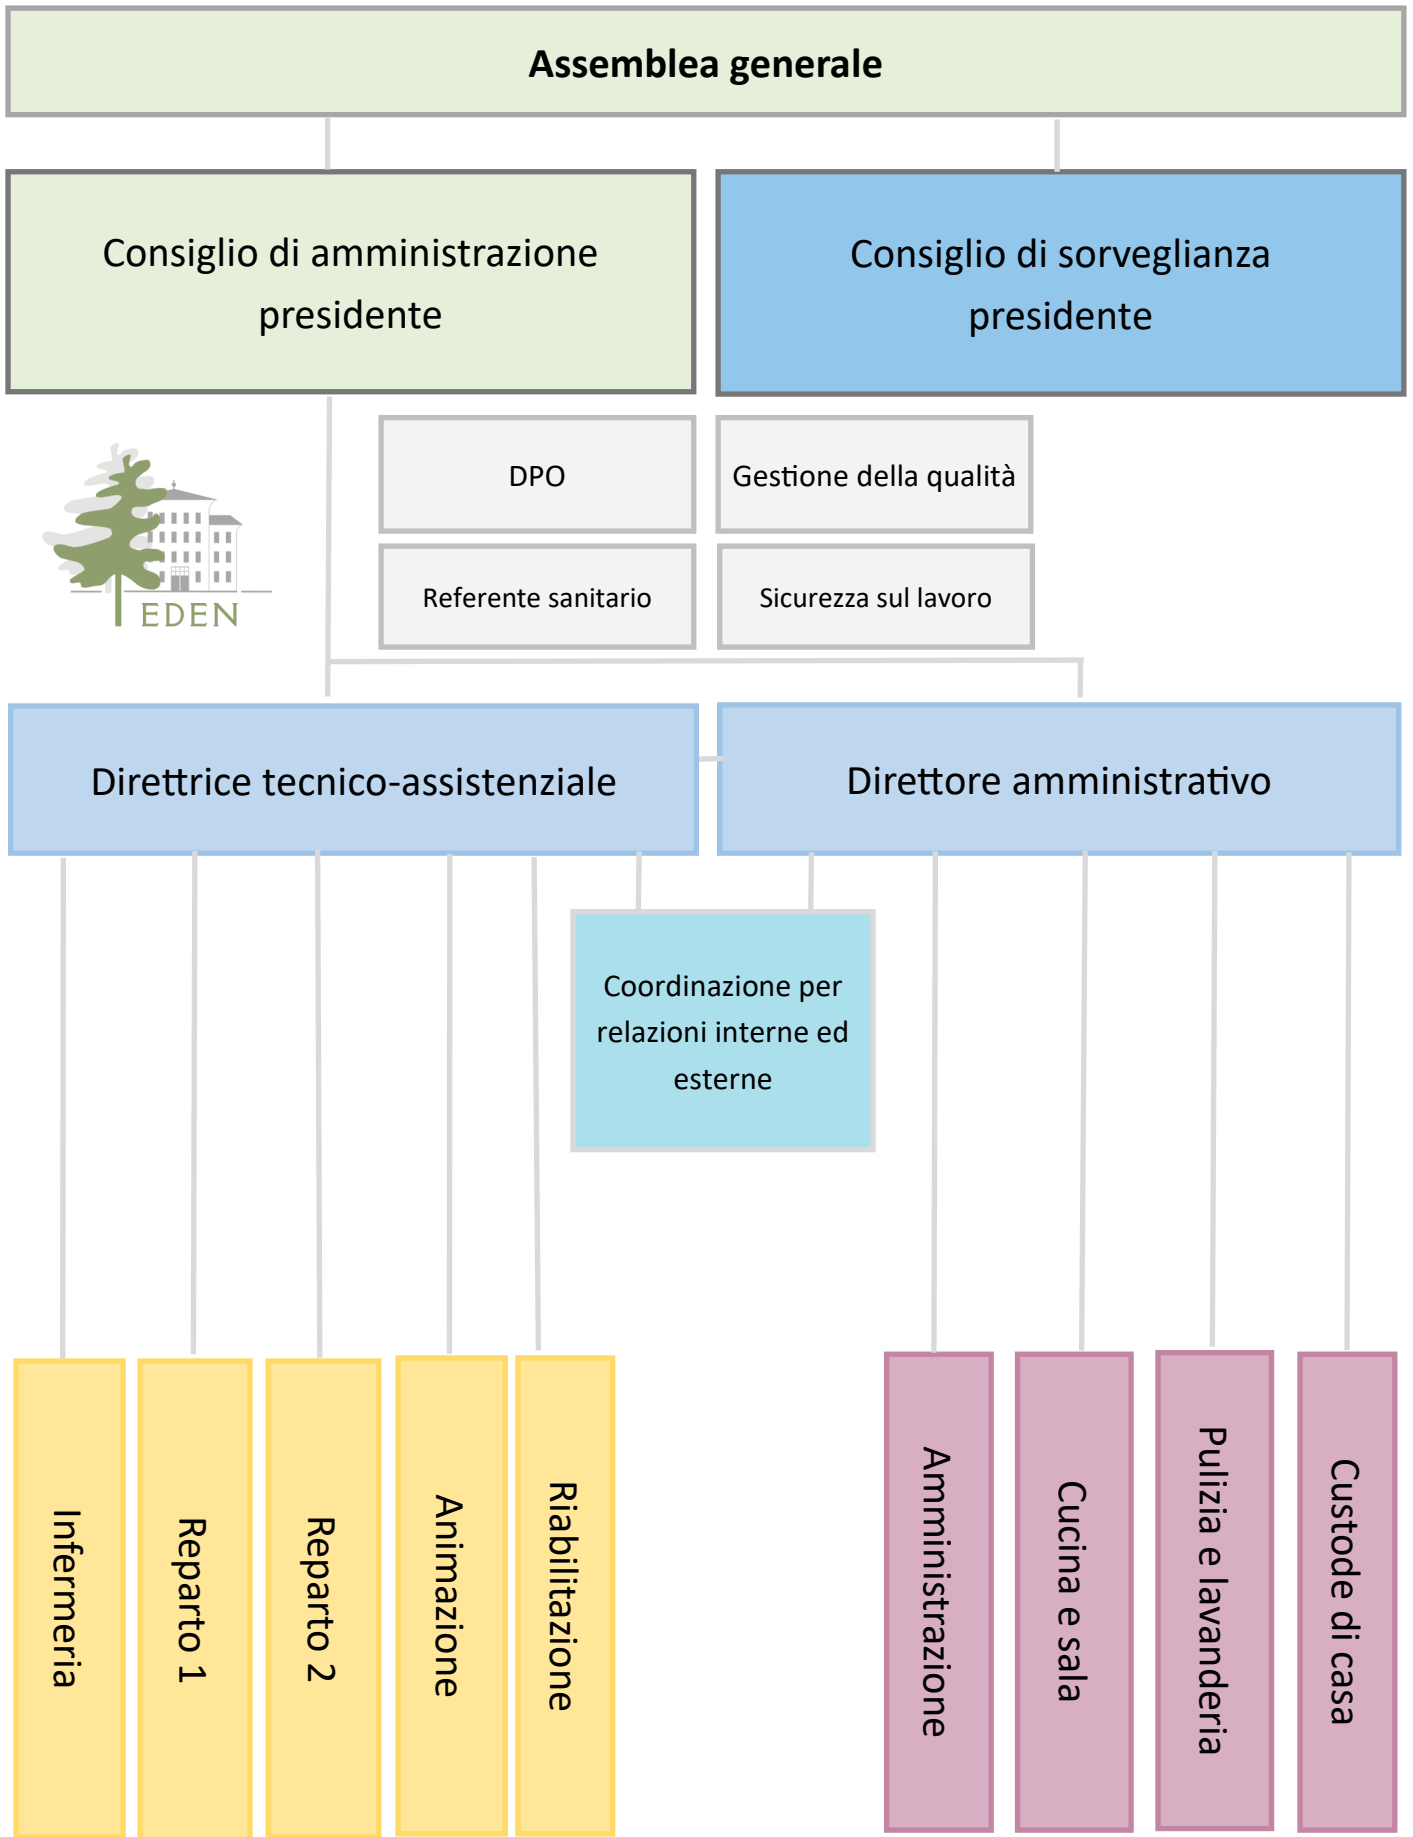 Assemblea generale
Consiglio di amministrazione
presidente
Consiglio di sorveglianza
presidente
EDEN
DPO
Gestione della qualità
Referente sanitario
Sicurezza sul lavoro
Direttrice tecnico-assistenziale
Direttore amministrativo
Coordinazione per
relazioni interne ed
esterne
Infermeria
Reparto 1
Reparto 2
Animazione
Riabilitazione
Amministrazione
Cucina e sala
Pulizia e lavanderia
Custode di casa